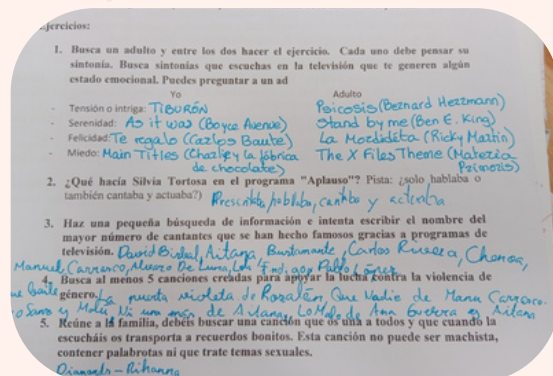 Ejercicios:
1. Busca un adulto y entre los dos hacer el ejercicio. Cada uno debe pensar su
sintonía. Busca sintonías que escuchas en la televisión que te generen algún
estado emocional. Puedes preguntar a un ad
Yo Adulto
- Tensión o intriga: TIBURÓN Psicosis (Bernard Herrmann)
- Serenidad: As it was (Boyce Avenue) Stand by me (Ben E. King)
- Felicidad: Te regalo (Carlos Baute) La Mordidita (Ricky Martin)
- Miedo: Main Titles (Charlie y la fábrica The X Files Theme (Materia
de chocolate) Primoris)
2. ¿Qué hacía Silvia Tortosa en el programa "Aplauso"? Pista: ¿solo hablaba o
también cantaba y actuaba?) Presentaba, hablaba, cantaba y actuaba.
3. Haz una pequeña búsqueda de información e intenta escribir el nombre del
mayor número de cantantes que se han hecho famosos gracias a programas de
televisión. David Bisbal, Aitana, Bustamante, Carlos Rivera, Chenoa,
Manuel Carrasco, Álvaro De Luna, Lola Índigo, Pablo López
4. Busca al menos 5 canciones creadas para apoyar la lucha contra la violencia de
género. La puerta violeta de Rozalén, Que Nadie de Manu Carrasco.
y Ni una más de Aitana, Lo Malo de Ana Guerra y Aitana
5. Reúne a la familia, debéis buscar una canción que os una a todos y que cuando la
escucháis os transporta a recuerdos bonitos. Esta canción no puede ser machista,
contener palabrotas ni que trate temas sexuales.
Diamonds - Rihanna